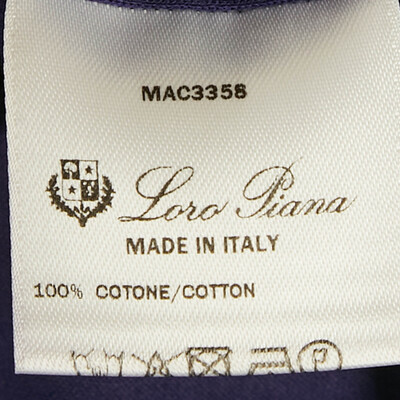 MAC3358
Loro Piana
MADE IN ITALY
100% COTONE/COTTON
P